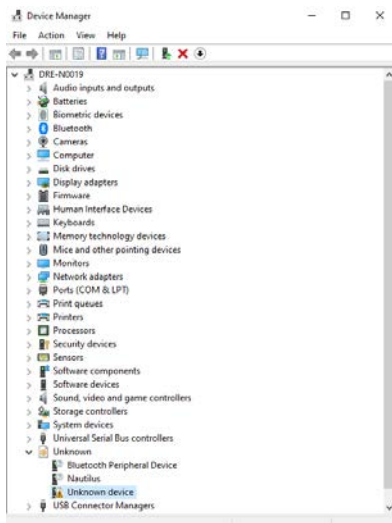 Device Manager
File Action View Help
DRE-N0019
Audio inputs and outputs
Batteries
Biometric devices
Bluetooth
Cameras
Computer
Disk drives
Display adapters
Firmware
Human Interface Devices
Keyboards
Memory technology devices
Mice and other pointing devices
Monitors
Network adapters
Ports (COM & LPT)
Print queues
Printers
Processors
Security devices
Sensors
Software components
Software devices
Sound, video and game controllers
Storage controllers
System devices
Universal Serial Bus controllers
Unknown
Bluetooth Peripheral Device
Nautilus
Unknown device
USB Connector Managers